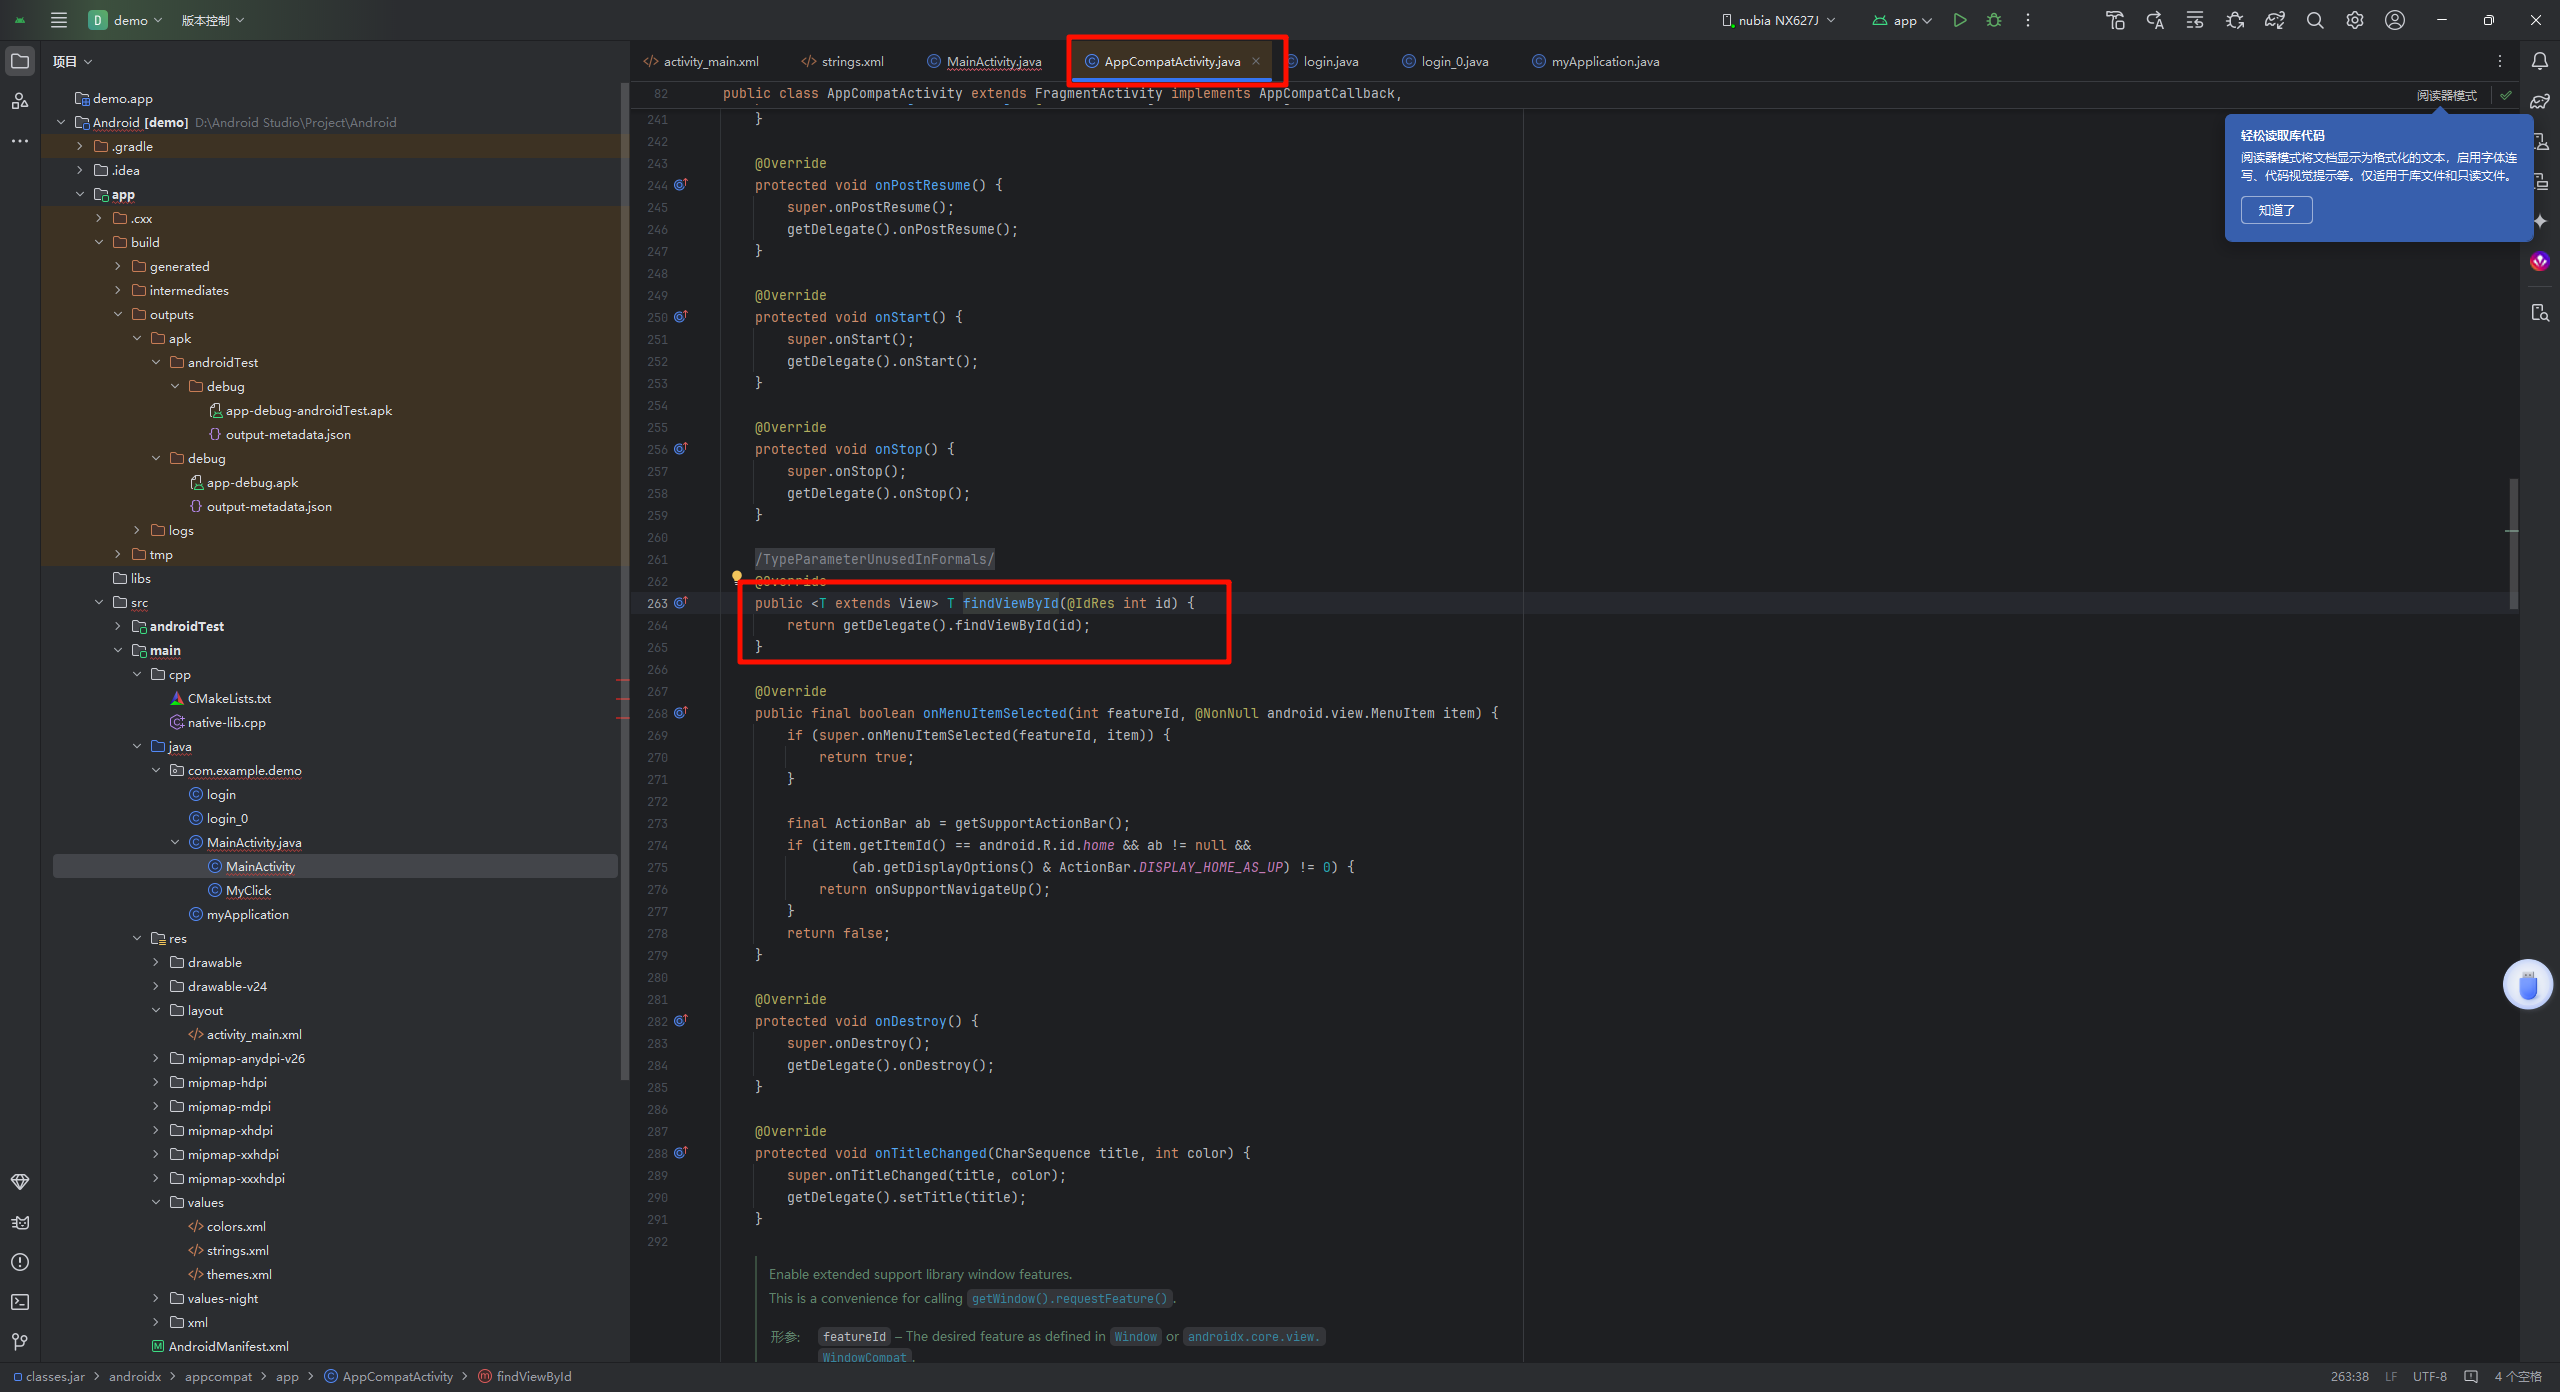 D demo 版本控制 nubia NX627J app
项目
demo.app
Android [demo] D:\Android Studio\Project\Android
.gradle
.idea
app
.cxx
build
generated
intermediates
outputs
apk
androidTest
debug
app-debug-androidTest.apk
output-metadata.json
debug
app-debug.apk
output-metadata.json
logs
tmp
libs
src
androidTest
main
cpp
CMakeLists.txt
native-lib.cpp
java
com.example.demo
login
login_0
MainActivity.java
MainActivity
MyClick
myApplication
res
drawable
drawable-v24
layout
activity_main.xml
mipmap-anydpi-v26
mipmap-hdpi
mipmap-mdpi
mipmap-xhdpi
mipmap-xxhdpi
mipmap-xxxhdpi
values
colors.xml
strings.xml
themes.xml
values-night
xml
AndroidManifest.xml
activity_main.xml strings.xml MainActivity.java AppCompatActivity.java login.java login_0.java myApplication.java
82 public class AppCompatActivity extends FragmentActivity implements AppCompatCallback,
阅读器模式
轻松读取库代码
阅读器模式将文档显示为格式化的文本，启用字体连
写、代码视觉提示等。仅适用于库文件和只读文件。
知道了
241 }
242
243 @Override
244 protected void onPostResume() {
245 super.onPostResume();
246 getDelegate().onPostResume();
247 }
248
249 @Override
250 protected void onStart() {
251 super.onStart();
252 getDelegate().onStart();
253 }
254
255 @Override
256 protected void onStop() {
257 super.onStop();
258 getDelegate().onStop();
259 }
260
261 /TypeParameterUnusedInFormals/
262 @Override
263 public <T extends View> T findViewById(@IdRes int id) {
264 return getDelegate().findViewById(id);
265 }
266
267 @Override
268 public final boolean onMenuItemSelected(int featureId, @NonNull android.view.MenuItem item) {
269 if (super.onMenuItemSelected(featureId, item)) {
270 return true;
271 }
272
273 final ActionBar ab = getSupportActionBar();
274 if (item.getItemId() == android.R.id.home && ab != null &&
275 (ab.getDisplayOptions() & ActionBar.DISPLAY_HOME_AS_UP) != 0) {
276 return onSupportNavigateUp();
277 }
278 return false;
279 }
280
281 @Override
282 protected void onDestroy() {
283 super.onDestroy();
284 getDelegate().onDestroy();
285 }
286
287 @Override
288 protected void onTitleChanged(CharSequence title, int color) {
289 super.onTitleChanged(title, color);
290 getDelegate().setTitle(title);
291 }
292
Enable extended support library window features.
This is a convenience for calling getWindow().requestFeature().
形参: featureId – The desired feature as defined in Window or androidx.core.view.
WindowCompat.
classes.jar > androidx > appcompat > app > AppCompatActivity > findViewById
263:38 LF UTF-8 4 个空格